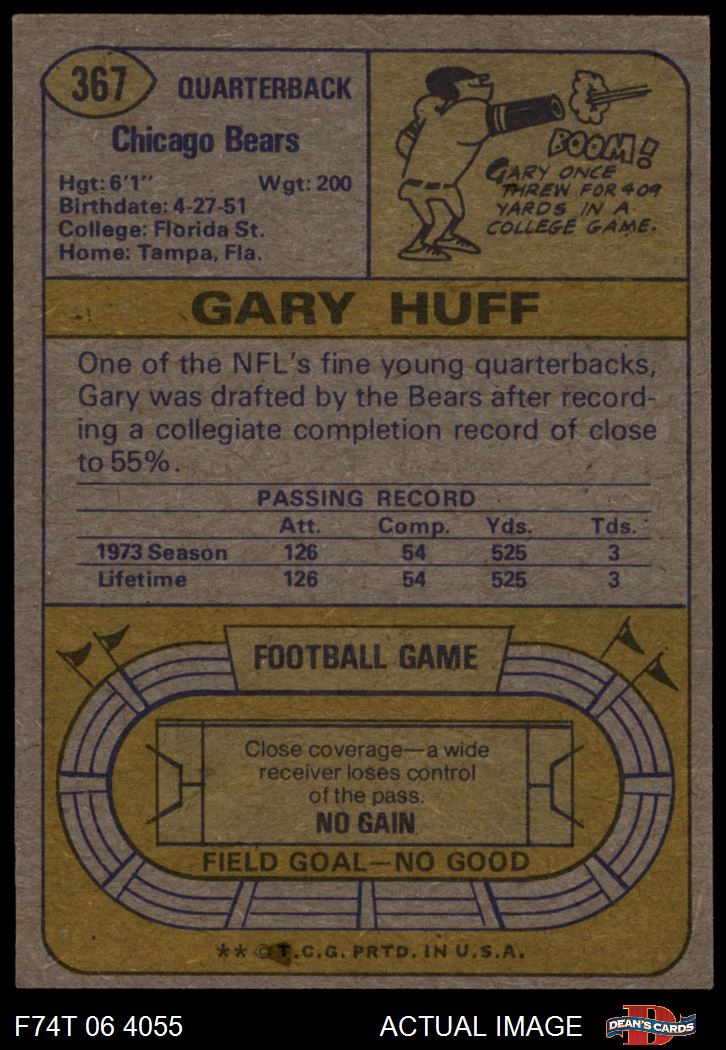 367
QUARTERBACK
Chicago Bears
Hgt: 6'1" Wgt: 200
Birthdate: 4-27-51
College: Florida St.
Home: Tampa, Fla.
BOOM!
GARY ONCE
THREW FOR 409
YARDS IN A
COLLEGE GAME.
GARY HUFF
One of the NFL's fine young quarterbacks,
Gary was drafted by the Bears after record-
ing a collegiate completion record of close
to 55%.
PASSING RECORD
Att. Comp. Yds. Tds.
1973 Season 126 54 525 3
Lifetime 126 54 525 3
FOOTBALL GAME
Close coverage—a wide
receiver loses control
of the pass.
NO GAIN
FIELD GOAL—NO GOOD
** © T.C.G. PRTD. IN U.S.A.
F74T 06 4055 ACTUAL IMAGE
D
DEAN'S CARDS